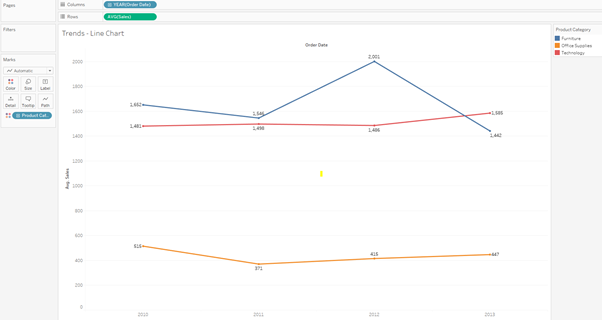 Pages
Columns
YEAR(Order Date)
Rows
AVG(Sales)
Filters
Trends - Line Chart
Product Category
Furniture
Office Supplies
Technology
Order Date
Marks
Automatic
Color
Size
Label
Detail
Tooltip
Path
Product Cat..
Avg. Sales
2000
1800
1600
1400
1200
1000
800
600
400
200
0
1,652
1,546
2,001
1,442
1,481
1,498
1,486
1,585
515
371
415
447
2010
2011
2012
2013